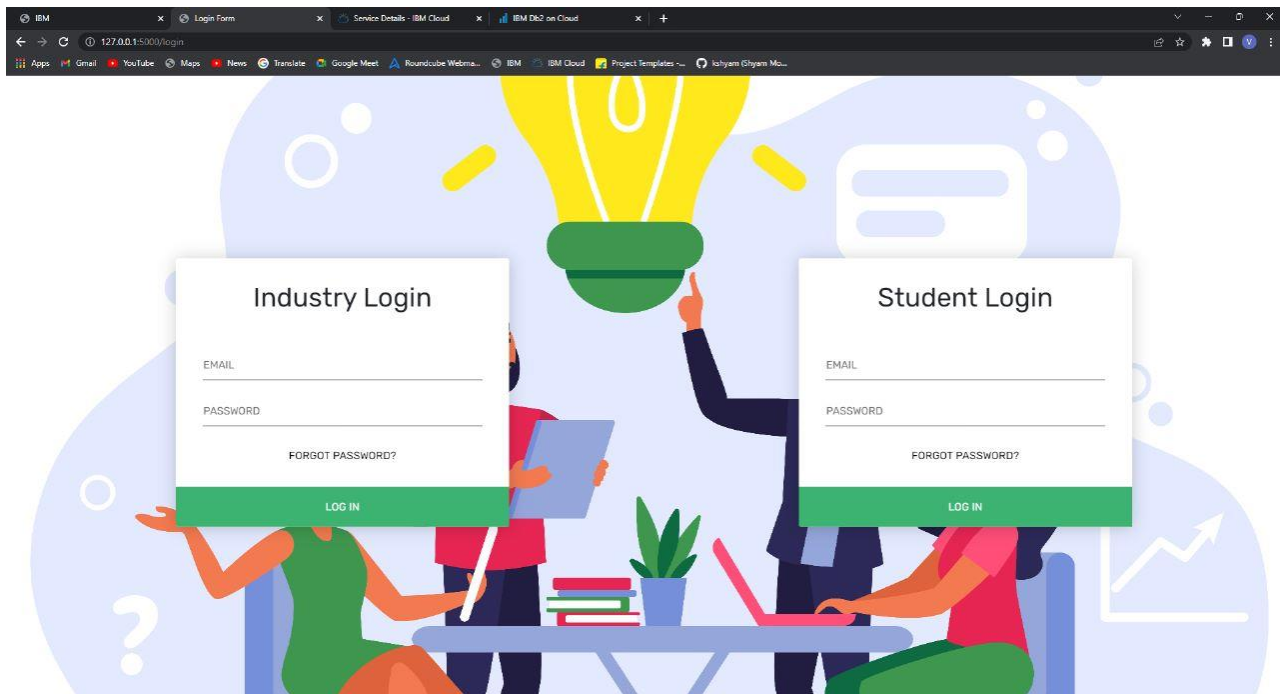 IBM
Login Form
Service Details - IBM Cloud
IBM Db2 on Cloud
127.0.0.1:5000/login
V
Apps
Gmail
YouTube
Maps
News
Translate
Google Meet
Roundcube Webma...
IBM
IBM Cloud
Project Templates -...
kshyam (Shyam Mo...
Industry Login
EMAIL
PASSWORD
FORGOT PASSWORD?
LOG IN
Student Login
EMAIL
PASSWORD
FORGOT PASSWORD?
LOG IN
?